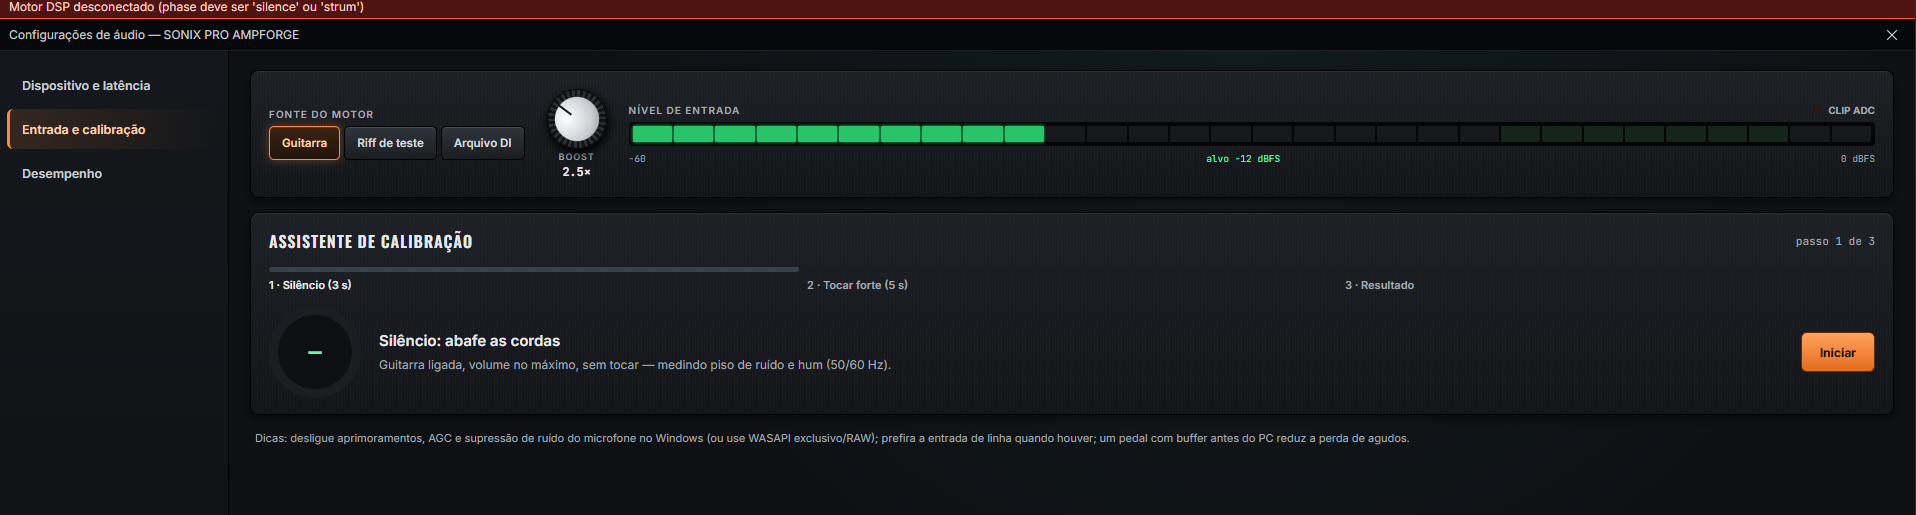 Motor DSP desconectado (phase deve ser 'silence' ou 'strum')
Configurações de áudio — SONIX PRO AMPFORGE
Dispositivo e latência
Entrada e calibração
Desempenho
FONTE DO MOTOR
Guitarra
Riff de teste
Arquivo DI
BOOST
2.5×
NÍVEL DE ENTRADA
CLIP ADC
-60
alvo -12 dBFS
0 dBFS
ASSISTENTE DE CALIBRAÇÃO
passo 1 de 3
1 · Silêncio (3 s)
2 · Tocar forte (5 s)
3 · Resultado
–
Silêncio: abafe as cordas
Guitarra ligada, volume no máximo, sem tocar — medindo piso de ruído e hum (50/60 Hz).
Iniciar
Dicas: desligue aprimoramentos, AGC e supressão de ruído do microfone no Windows (ou use WASAPI exclusivo/RAW); prefira a entrada de linha quando houver; um pedal com buffer antes do PC reduz a perda de agudos.